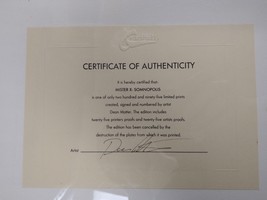 CERTIFICATE OF AUTHENTICITY
It is hereby certified that
MISTER E. DOMINOPOLIS
is one of only two hundred and ninety-five limited prints
created, signed and numbered by artist
Dean Motter. The edition includes
twenty-five printers proofs and twenty-five artists proofs.
The edition has been cancelled by the
destruction of the plates from which it was printed.
Artist